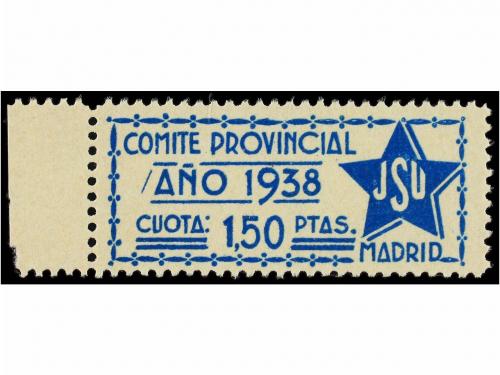 COMITE PROVINCIAL
AÑO 1938
CUOTA: 1,50 PTAS.
JSU
MADRID